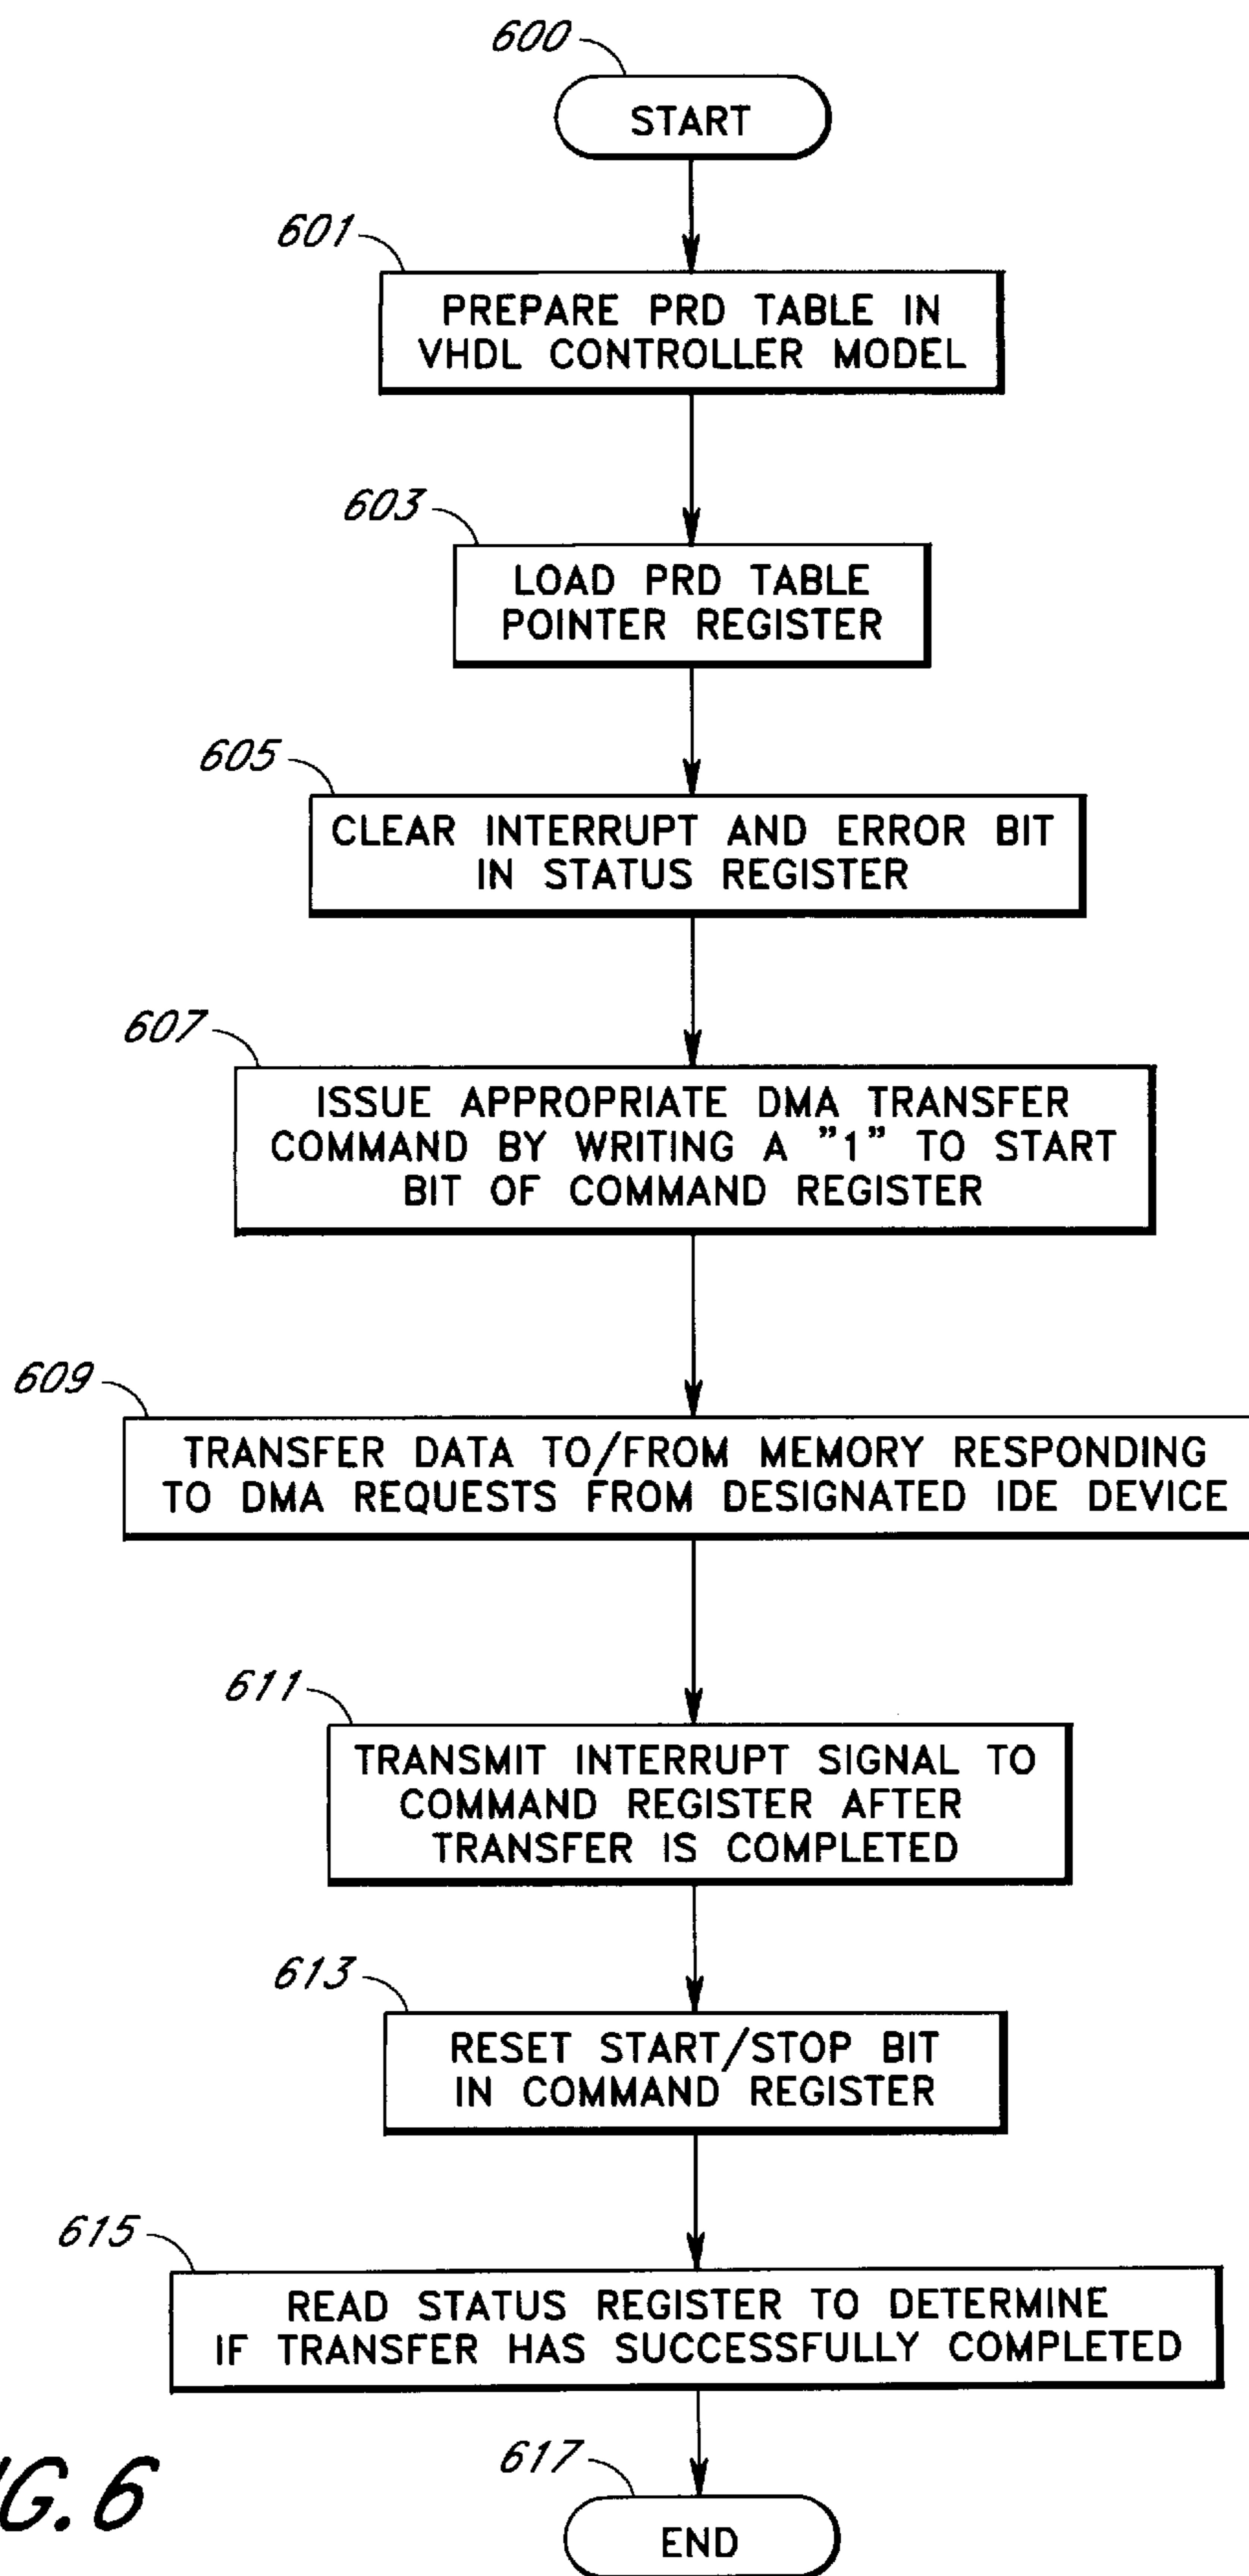 600
START
601
PREPARE PRD TABLE IN
VHDL CONTROLLER MODEL
603
LOAD PRD TABLE
POINTER REGISTER
605
CLEAR INTERRUPT AND ERROR BIT
IN STATUS REGISTER
607
ISSUE APPROPRIATE DMA TRANSFER
COMMAND BY WRITING A "1" TO START
BIT OF COMMAND REGISTER
609
TRANSFER DATA TO/FROM MEMORY RESPONDING
TO DMA REQUESTS FROM DESIGNATED IDE DEVICE
611
TRANSMIT INTERRUPT SIGNAL TO
COMMAND REGISTER AFTER
TRANSFER IS COMPLETED
613
RESET START/STOP BIT
IN COMMAND REGISTER
615
READ STATUS REGISTER TO DETERMINE
IF TRANSFER HAS SUCCESSFULLY COMPLETED
617
END
G.6